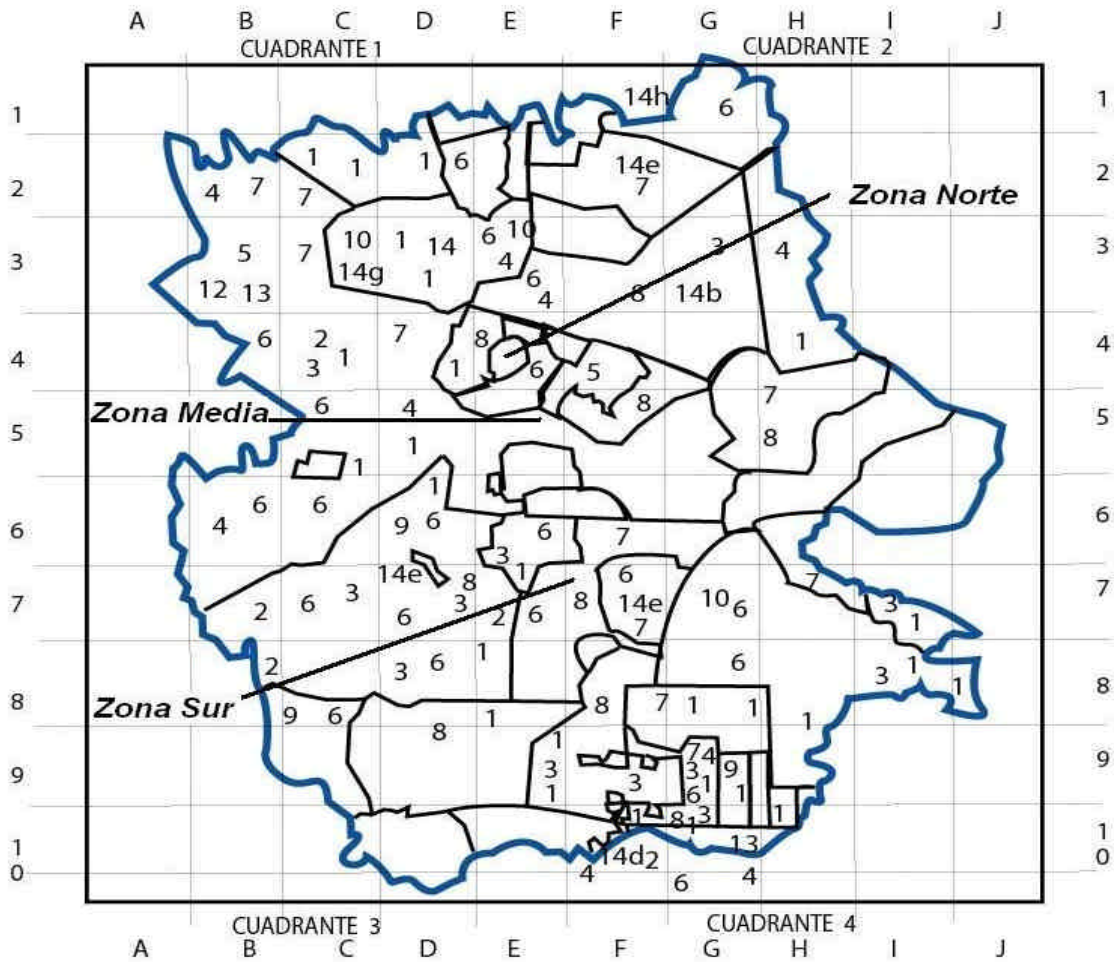 A B C D E F G H I J
CUADRANTE 1 CUADRANTE 2
1 14h 6 1
1 1 1 6 14e
2 4 7 7 7 2
Zona Norte
10 1 14 6 10 3 4
3 5 7 4 3
14g 1 6
12 13 4 8 14b
6 2 7 8 1
4 3 1 1 6 5 4
7
6 4 8
Zona Media
5 1 8 5
1 1
6 6
6 4 9 6 6 7 6
3
14e 8 1 6 7
7 2 6 3 3 8 14e 10 6 3 7
6 2 6 7 1
2 3 6 1 6 3 1
Zona Sur
8 9 6 8 7 1 1 1 8
8 1 1
1 7 4
9 3 3 3 9 9
1 6 1 1
1 8 3 1
1
1 14d 2 13 1
0 4 6 4 0
CUADRANTE 3 CUADRANTE 4
A B C D E F G H I J